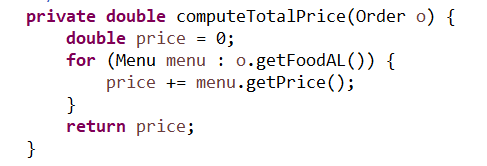 private double computeTotalPrice(Order o) {
    double price = 0;
    for (Menu menu : o.getFoodAL()) {
        price += menu.getPrice();
    }
    return price;
}